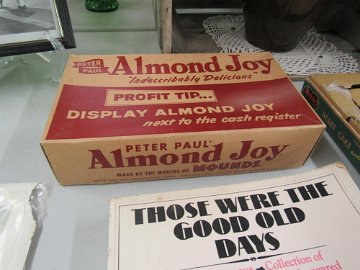 PETER PAUL Almond Joy
"Indescribably Delicious"
PROFIT TIP...
DISPLAY ALMOND JOY
next to the cash register
PETER PAUL'
Almond Joy
MADE BY THE MAKERS OF MOUNDS
THOSE WERE THE
GOOD OLD
DAYS
Collection of